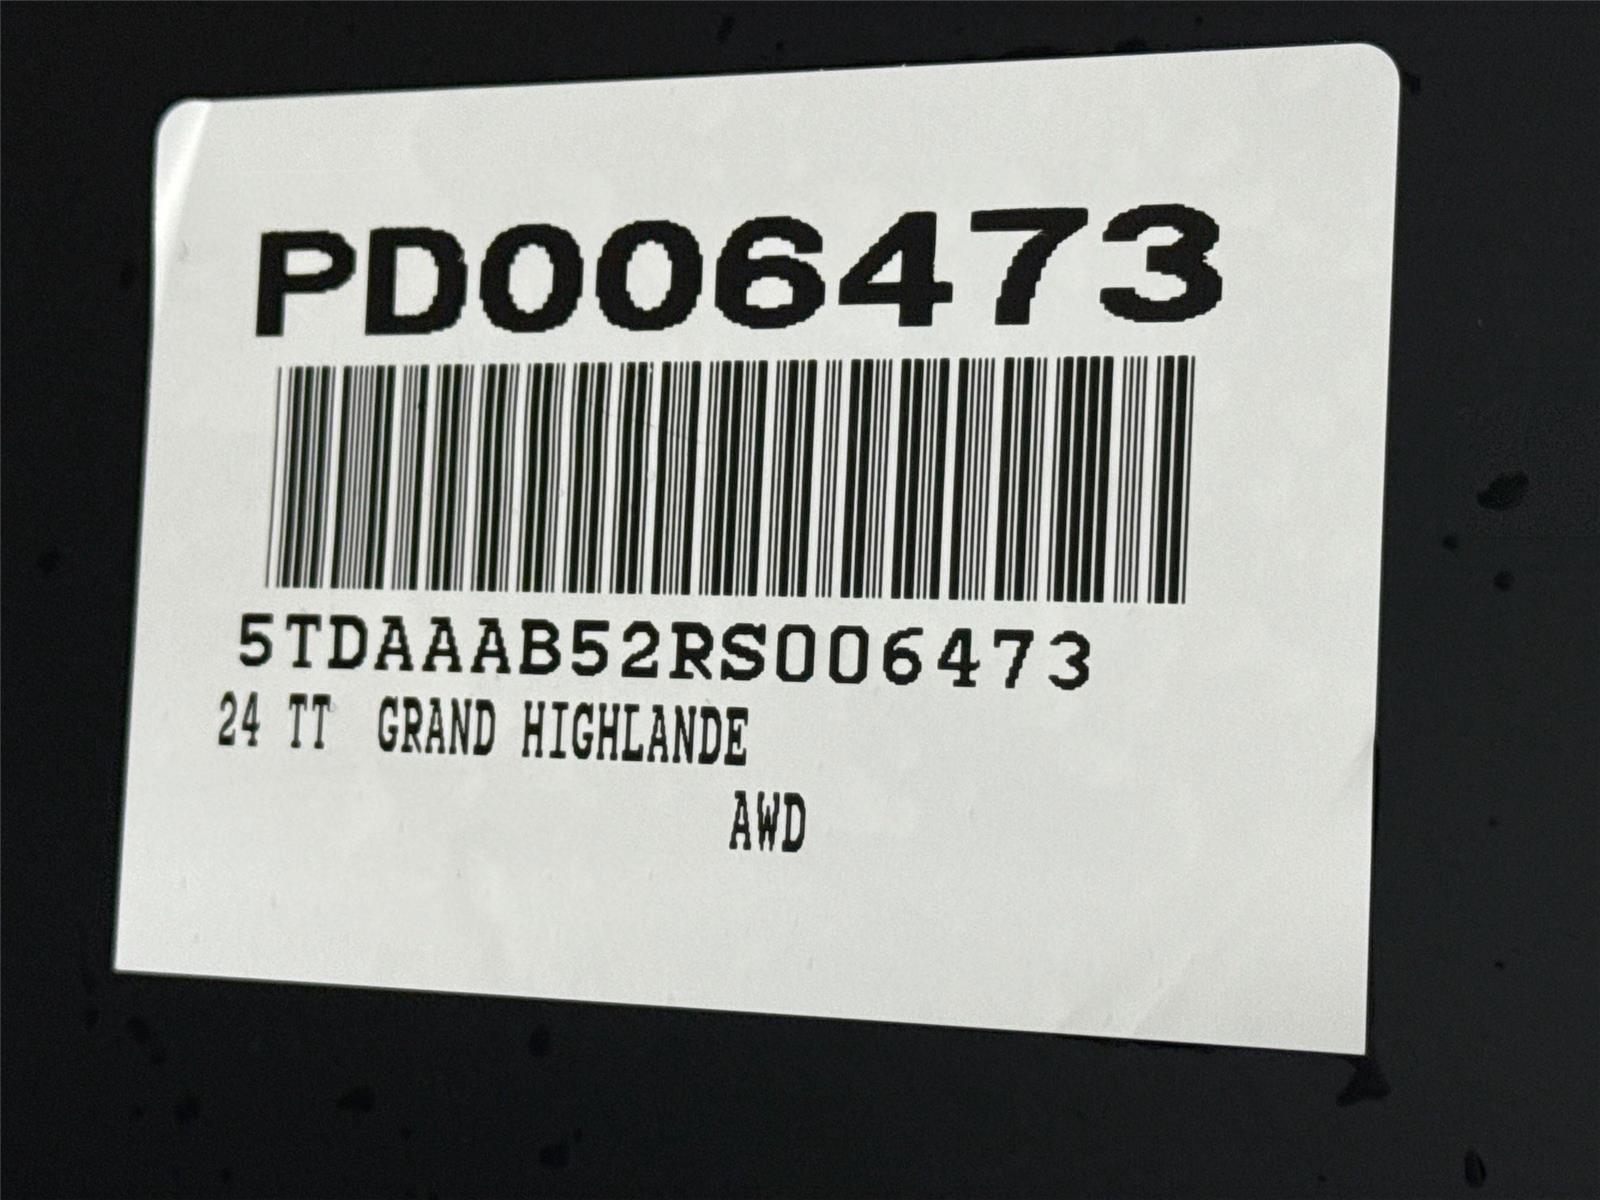 PD006473
5TDAAAB52RS006473
24 TT GRAND HIGHLANDE
AWD